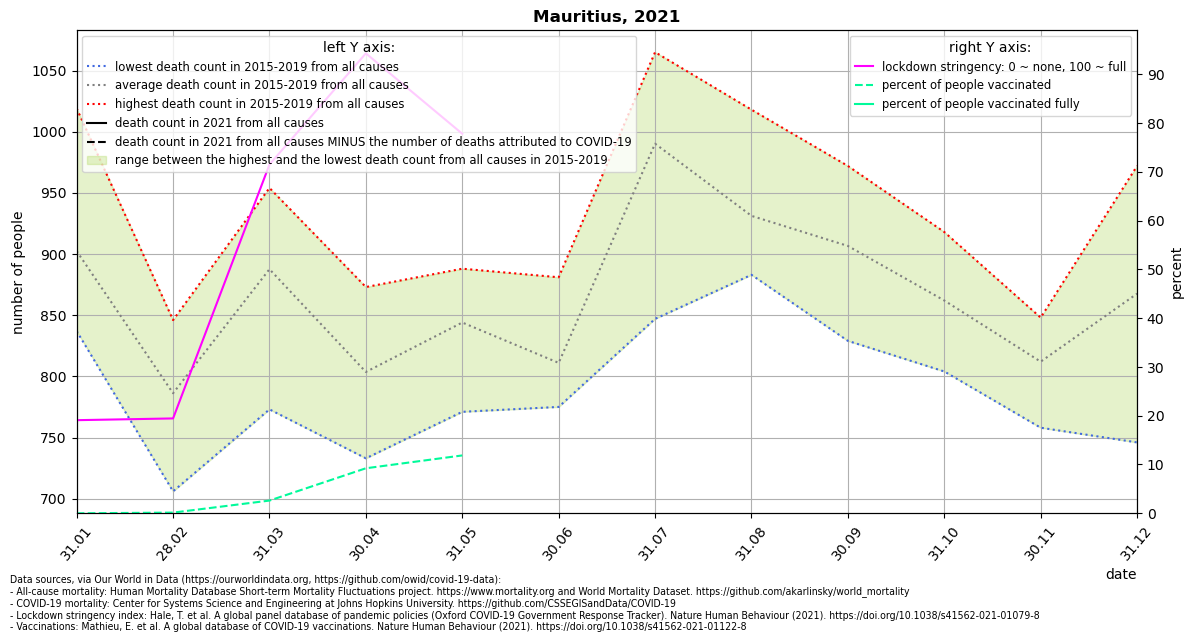 Mauritius, 2021
left Y axis:
lowest death count in 2015-2019 from all causes
average death count in 2015-2019 from all causes
highest death count in 2015-2019 from all causes
death count in 2021 from all causes
death count in 2021 from all causes MINUS the number of deaths attributed to COVID-19
range between the highest and the lowest death count from all causes in 2015-2019
right Y axis:
lockdown stringency: 0 ~ none, 100 ~ full
percent of people vaccinated
percent of people vaccinated fully
number of people
1050
1000
950
900
850
800
750
700
percent
90
80
70
60
50
40
30
20
10
0
31.01
28.02
31.03
30.04
31.05
30.06
31.07
31.08
30.09
31.10
30.11
31.12
date
Data sources, via Our World in Data (https://ourworldindata.org, https://github.com/owid/covid-19-data):
- All-cause mortality: Human Mortality Database Short-term Mortality Fluctuations project. https://www.mortality.org and World Mortality Dataset. https://github.com/akarlinsky/world_mortality
- COVID-19 mortality: Center for Systems Science and Engineering at Johns Hopkins University. https://github.com/CSSEGISandData/COVID-19
- Lockdown stringency index: Hale, T. et al. A global panel database of pandemic policies (Oxford COVID-19 Government Response Tracker). Nature Human Behaviour (2021). https://doi.org/10.1038/s41562-021-01079-8
- Vaccinations: Mathieu, E. et al. A global database of COVID-19 vaccinations. Nature Human Behaviour (2021). https://doi.org/10.1038/s41562-021-01122-8